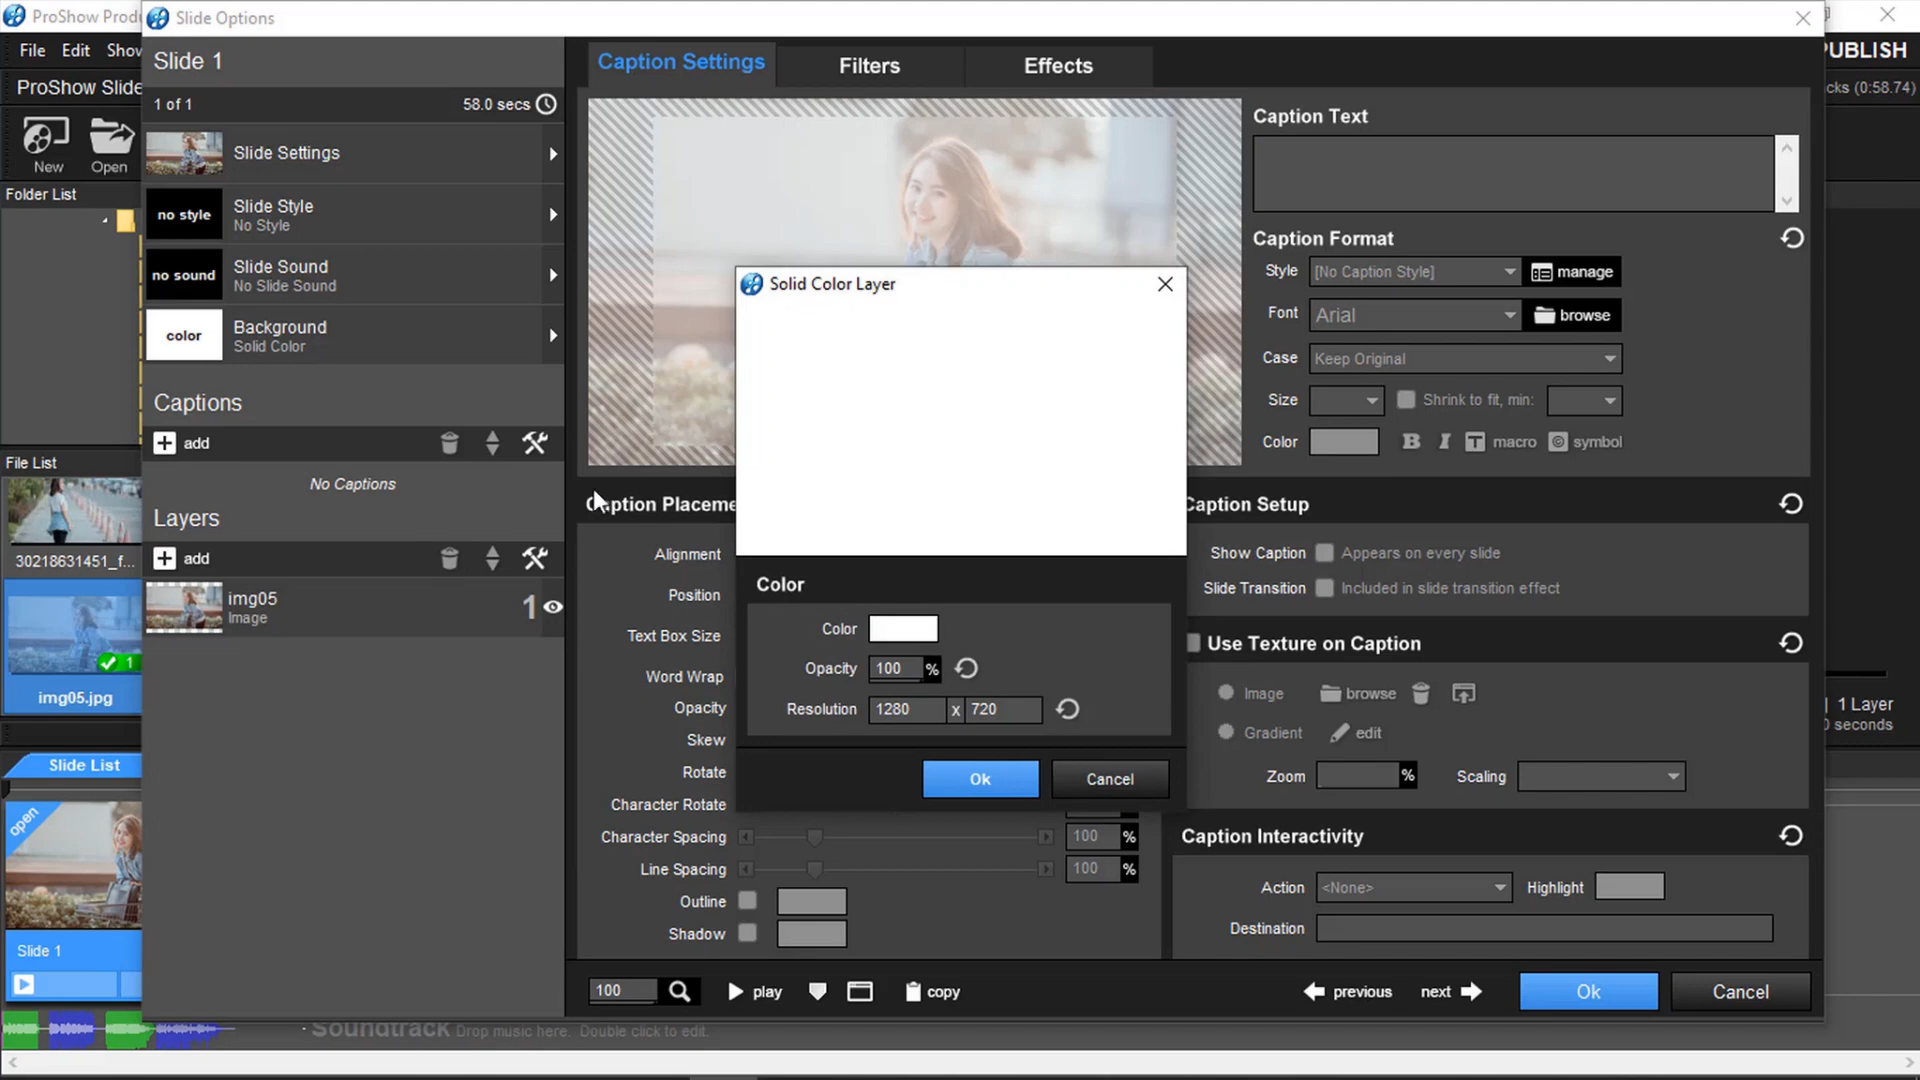 ProShow Produ
Slide Options
File Edit Show
PUBLISH
ProShow Slide
cks (0:58.74)
New Open
Folder List
File List
30218631451_f...
1
img05.jpg
Slide List
open
Slide 1
Slide 1
1 of 1 58.0 secs
Slide Settings
no style
Slide Style
No Style
no sound
Slide Sound
No Slide Sound
color
Background
Solid Color
Captions
add
No Captions
Layers
add
img05
Image
1
Caption Settings Filters Effects
Caption Text
Caption Format
Style [No Caption Style] manage
Font Arial browse
Case Keep Original
Size Shrink to fit, min:
Color B I T macro © symbol
Caption Placeme
Alignment
Position
Text Box Size
Word Wrap
Opacity
Skew
Rotate
Character Rotate
Character Spacing 100 %
Line Spacing 100 %
Outline
Shadow
Solid Color Layer
Color
Color
Opacity 100 %
Resolution 1280 x 720
Ok Cancel
Caption Setup
Show Caption Appears on every slide
Slide Transition Included in slide transition effect
Use Texture on Caption
Image browse
Gradient edit
Zoom % Scaling
Caption Interactivity
Action <None> Highlight
Destination
100 play copy
previous next Ok Cancel
1 Layer
0 seconds
Soundtrack Drop music here. Double click to edit.